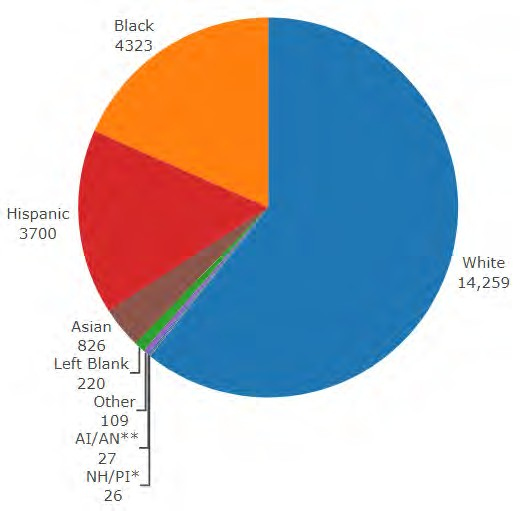 Black
4323
Hispanic
3700
White
14,259
Asian
826
Left Blank
220
Other
109
AI/AN**
27
NH/PI*
26